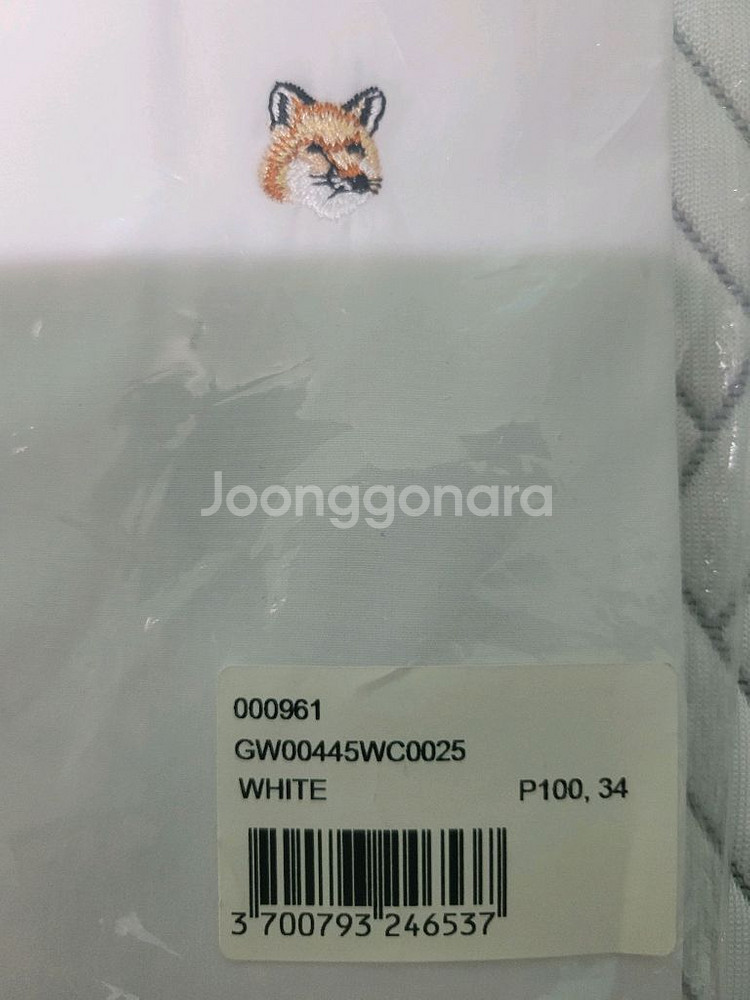 Joonggonara
000961
GW00445WC0025
WHITE P100, 34
3 700793 246537